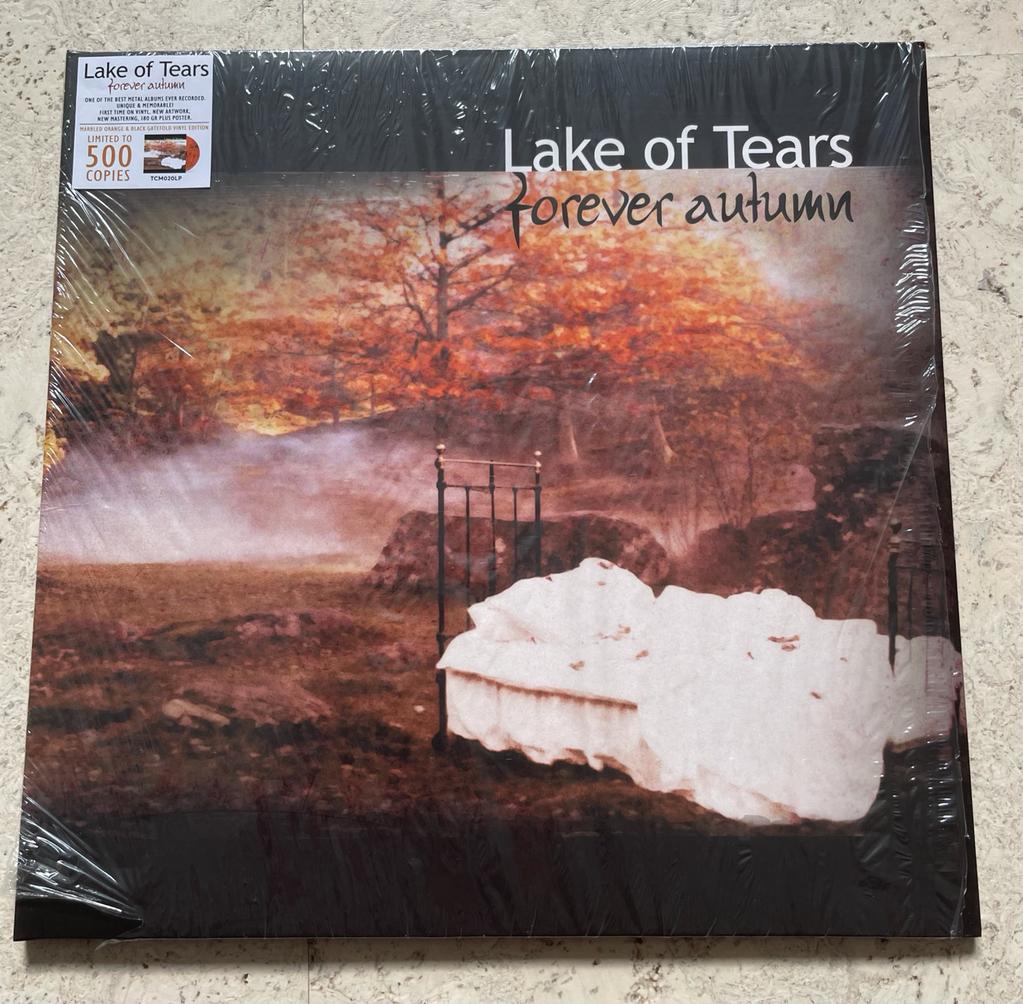 Lake of Tears
forever autumn
ONE OF THE BEST METAL ALBUMS EVER RECORDED.
UNIQUE & MEMORABLE!
FIRST TIME ON VINYL, NEW ARTWORK,
NEW MASTERING, 180 GR PLUS POSTER.
MARBLED ORANGE & BLACK GATEFOLD VINYL EDITION
LIMITED TO
500
COPIES
TCM020LP
Lake of Tears
forever autumn